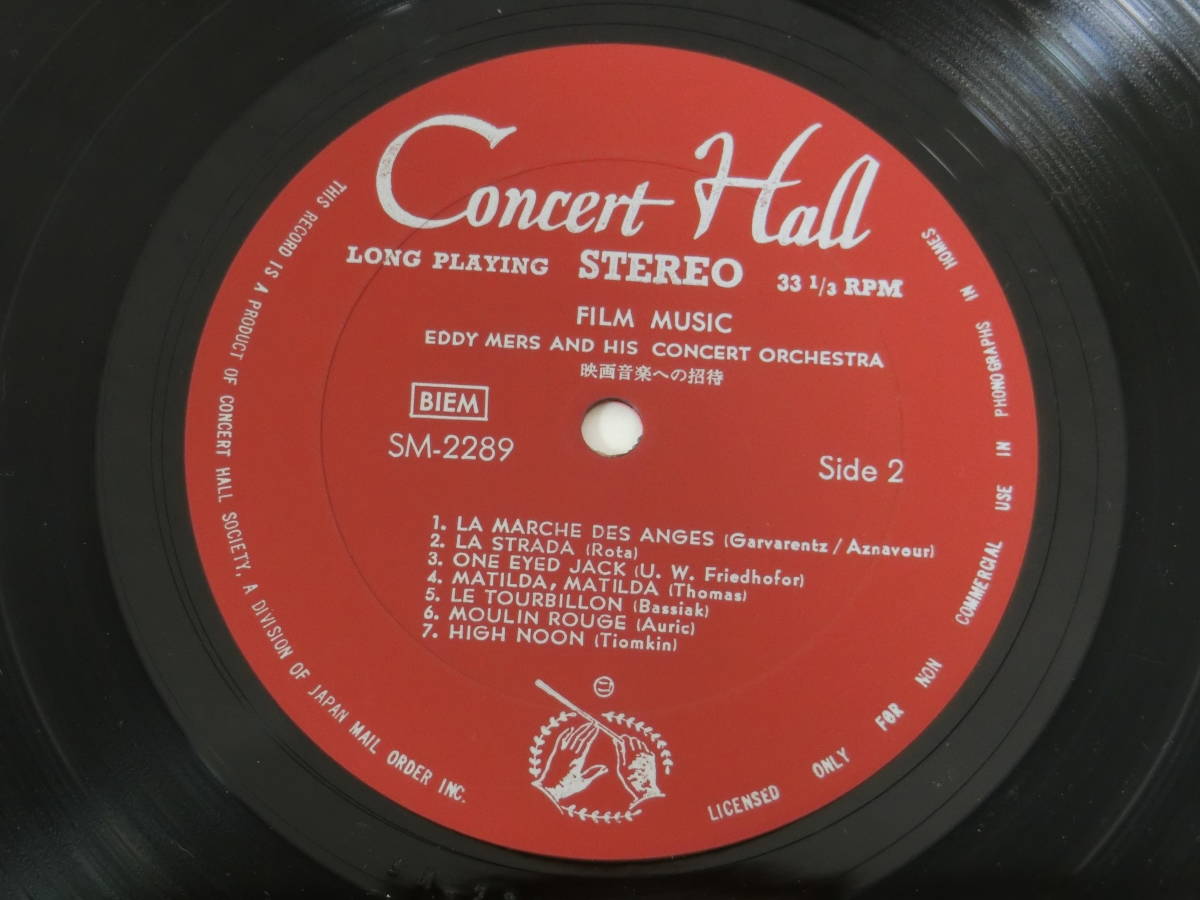 Concert Hall
LONG PLAYING STEREO 33 1/3 RPM
FILM MUSIC
EDDY MERS AND HIS CONCERT ORCHESTRA
映画音楽への招待
BIEM
SM-2289
Side 2
1. LA MARCHE DES ANGES (Garvarentz/Aznavour)
2. LA STRADA (Rota)
3. ONE EYED JACK (U. W. Friedhofor)
4. MATILDA, MATILDA (Thomas)
5. LE TOURBILLON (Bassiak)
6. MOULIN ROUGE (Auric)
7. HIGH NOON (Tiomkin)
THIS RECORD IS A PRODUCT OF CONCERT HALL SOCIETY, A DIVISION OF JAPAN MAIL ORDER INC.
LICENSED ONLY FOR NON COMMERCIAL USE IN PHONOGRAPHS IN HOMES